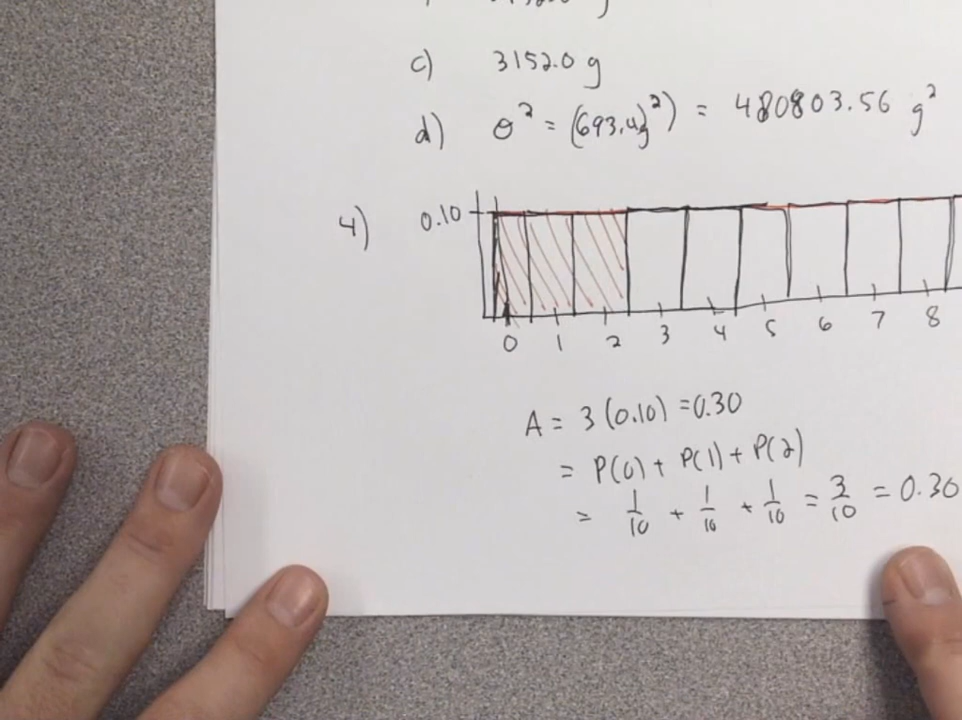 c) 3152.0 g
d) σ² = (693.4g)²) = 480803.56 g²
4) 0.10
0 1 2 3 4 5 6 7 8
A = 3(0.10) = 0.30
= P(0) + P(1) + P(2)
= 1/10 + 1/10 + 1/10 = 3/10 = 0.30